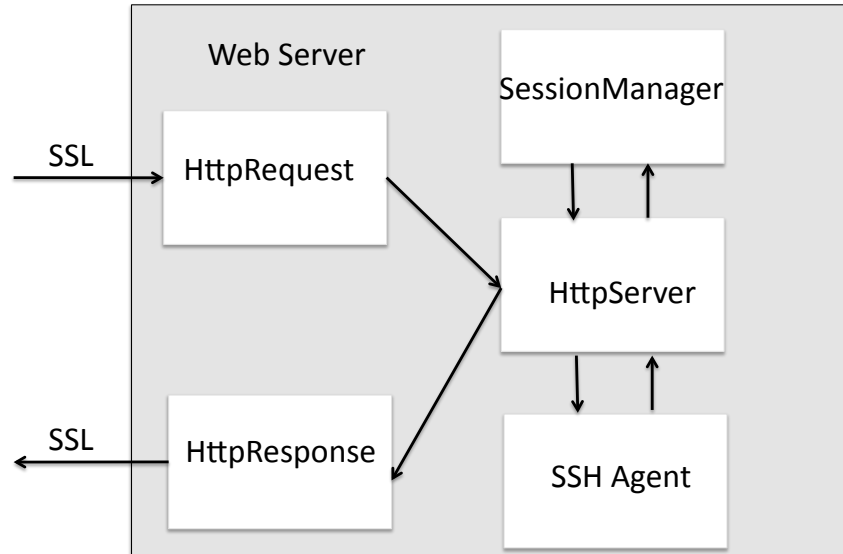 Web Server
SessionManager
SSL
HttpRequest
HttpServer
SSL
HttpResponse
SSH Agent